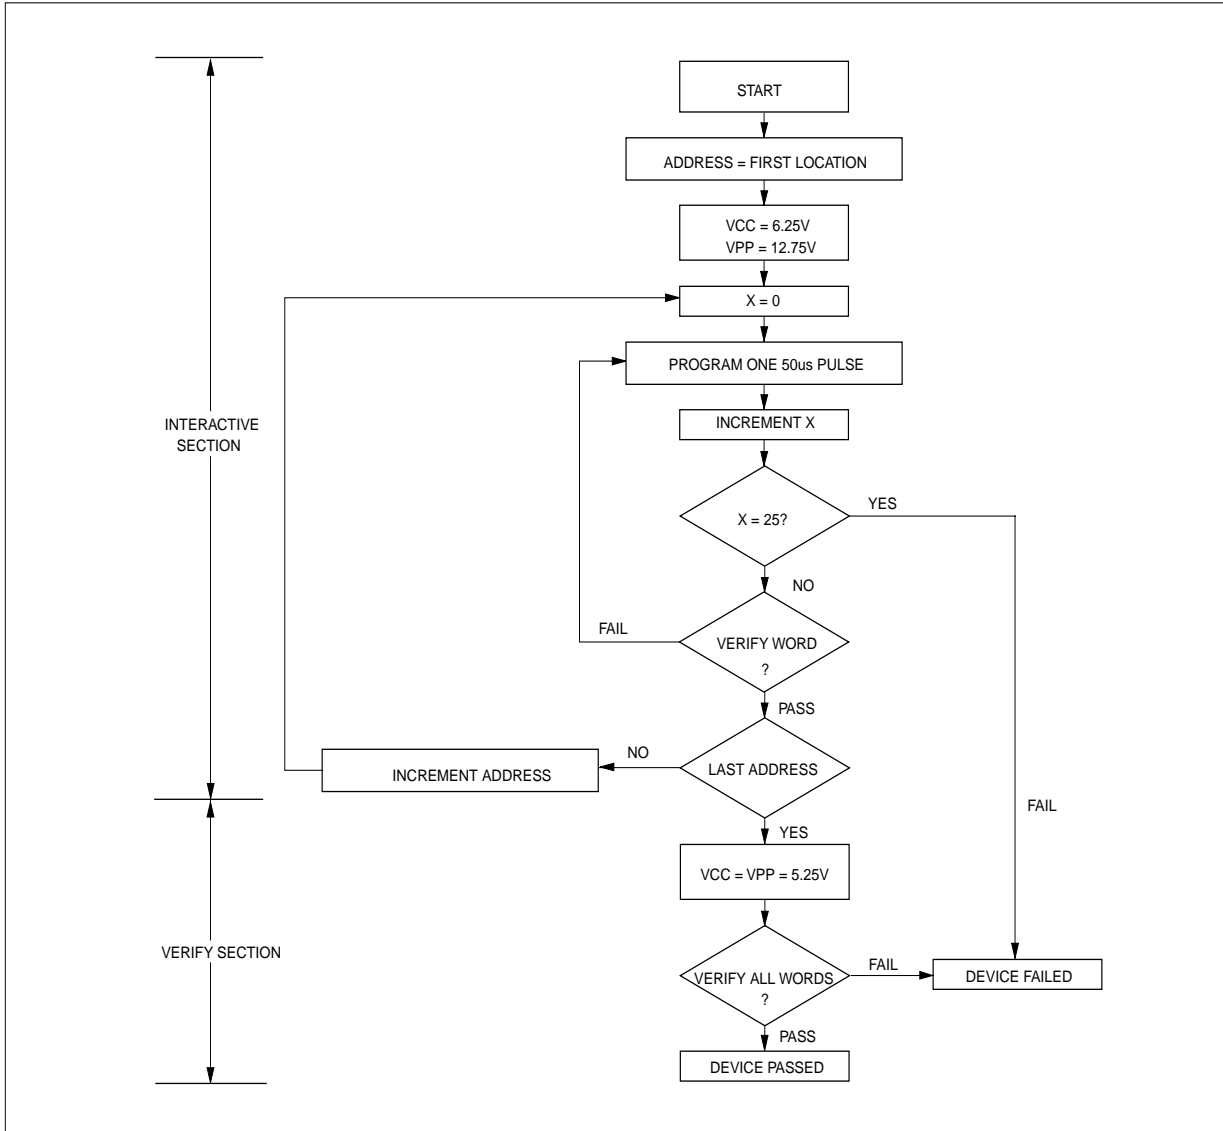 START
ADDRESS = FIRST LOCATION
VCC = 6.25V
VPP = 12.75V
X = 0
PROGRAM ONE 50us PULSE
INCREMENT X
INTERACTIVE
SECTION
X = 25?
YES
NO
FAIL
VERIFY WORD
?
PASS
NO
LAST ADDRESS
INCREMENT ADDRESS
FAIL
YES
VCC = VPP = 5.25V
VERIFY SECTION
VERIFY ALL WORDS
?
FAIL
DEVICE FAILED
PASS
DEVICE PASSED